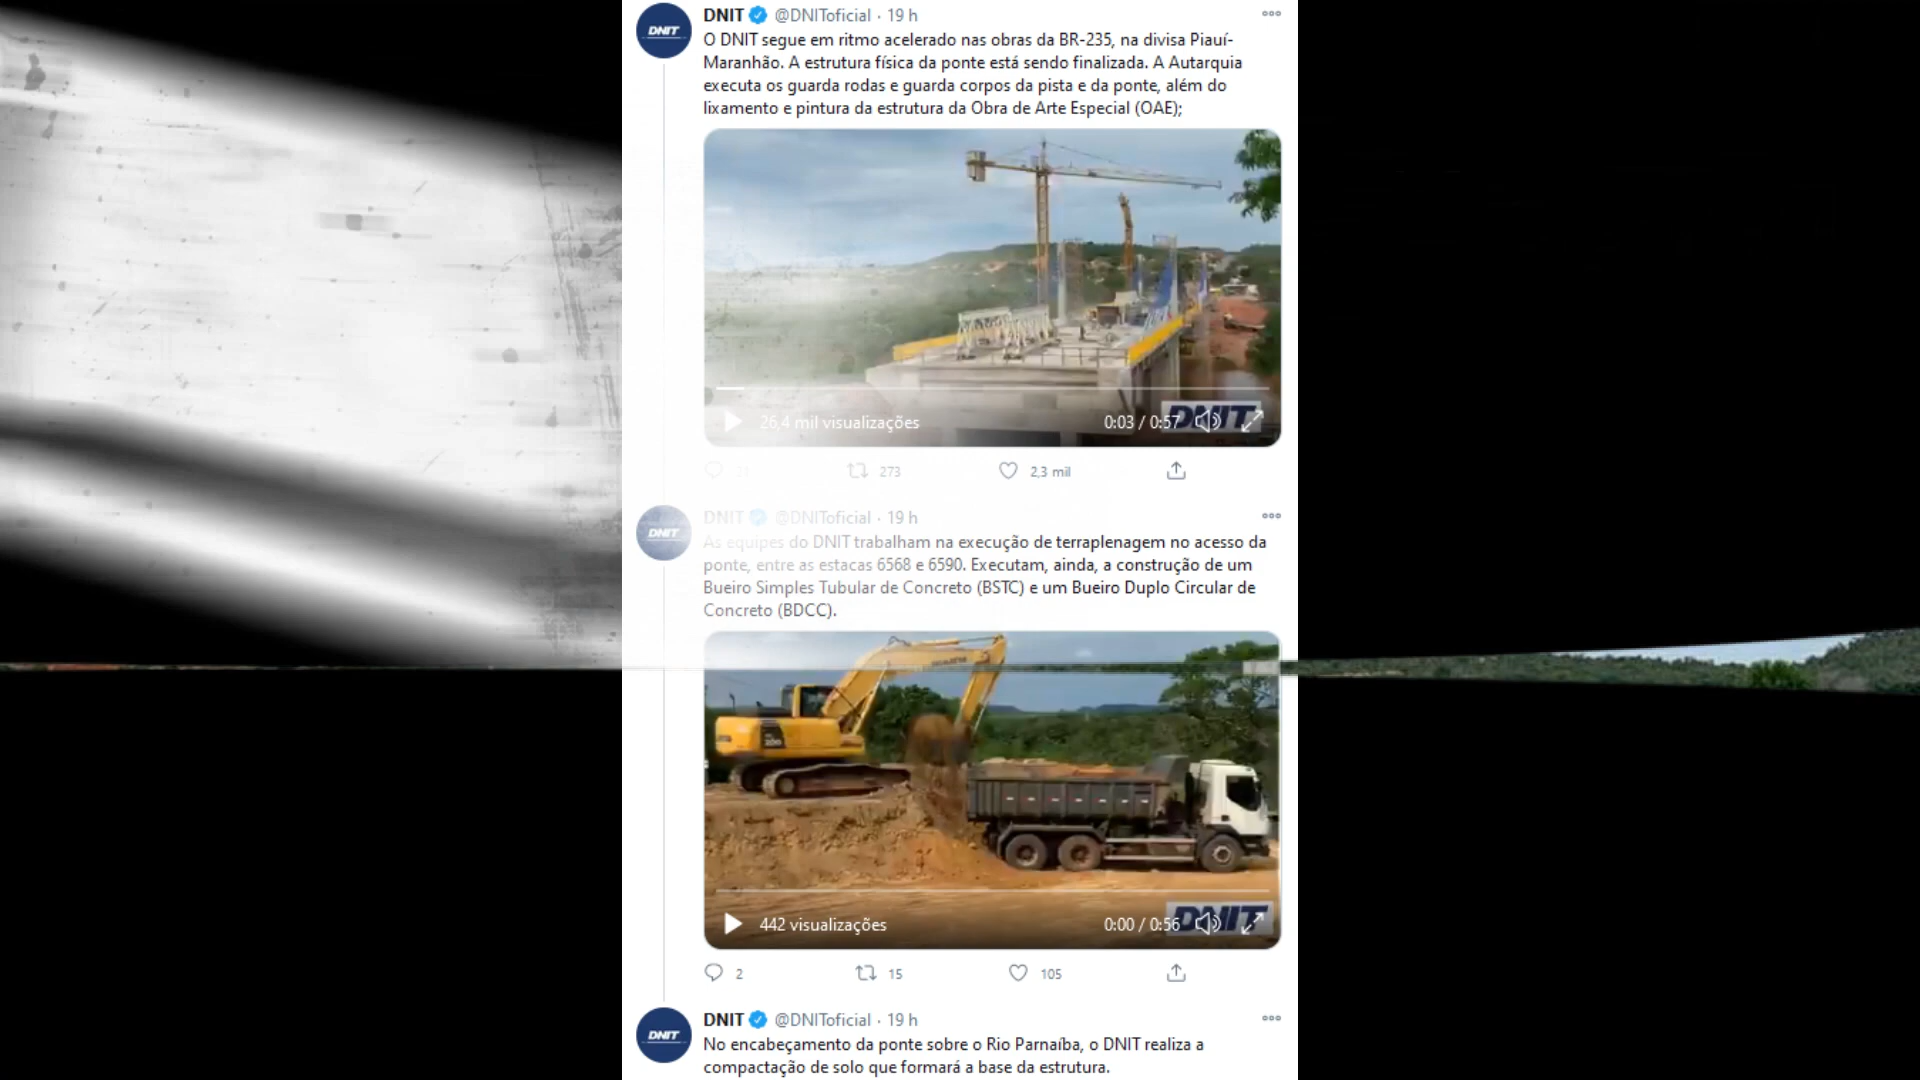 DNIT @DNIToficial · 19 h
O DNIT segue em ritmo acelerado nas obras da BR-235, na divisa Piauí-
Maranhão. A estrutura física da ponte está sendo finalizada. A Autarquia
executa os guarda rodas e guarda corpos da pista e da ponte, além do
lixamento e pintura da estrutura da Obra de Arte Especial (OAE);
DNIT
26,4 mil visualizações
0:03 / 0:57
DNIT
273
2,3 mil
DNIT @DNIToficial · 19 h
As equipes do DNIT trabalham na execução de terraplenagem no acesso da
ponte, entre as estacas 6568 e 6590. Executam, ainda, a construção de um
Bueiro Simples Tubular de Concreto (BSTC) e um Bueiro Duplo Circular de
Concreto (BDCC).
DNIT
442 visualizações
0:00 / 0:56
DNIT
2
15
105
DNIT @DNIToficial · 19 h
No encabeçamento da ponte sobre o Rio Parnaíba, o DNIT realiza a
compactação de solo que formará a base da estrutura.
DNIT